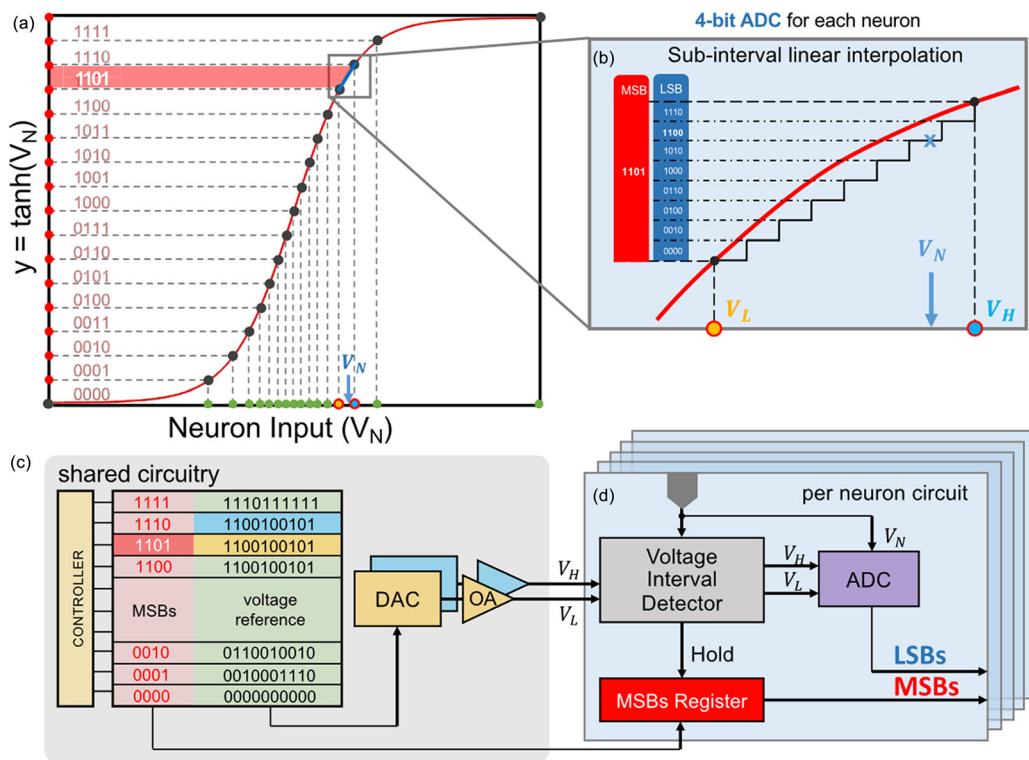 (a)
1111
1110
1101
1100
1011
1010
1001
1000
0111
0110
0101
0100
0011
0010
0001
0000
y = tanh(V_N)
V_N
Neuron Input (V_N)
4-bit ADC for each neuron
(b)
Sub-interval linear interpolation
MSB
LSB
1110
1100
1010
1000
0110
0100
0010
0000
1101
V_N
V_L
V_H
(c)
shared circuitry
CONTROLLER
1111 1110111111
1110 1100100101
1101 1100100101
1100 1100100101
MSBs voltage reference
0010 0110010010
0001 0010001110
0000 0000000000
DAC
OA
V_H
V_L
(d)
per neuron circuit
Voltage
Interval
Detector
V_H
V_L
V_N
ADC
Hold
LSBs
MSBs
MSBs Register